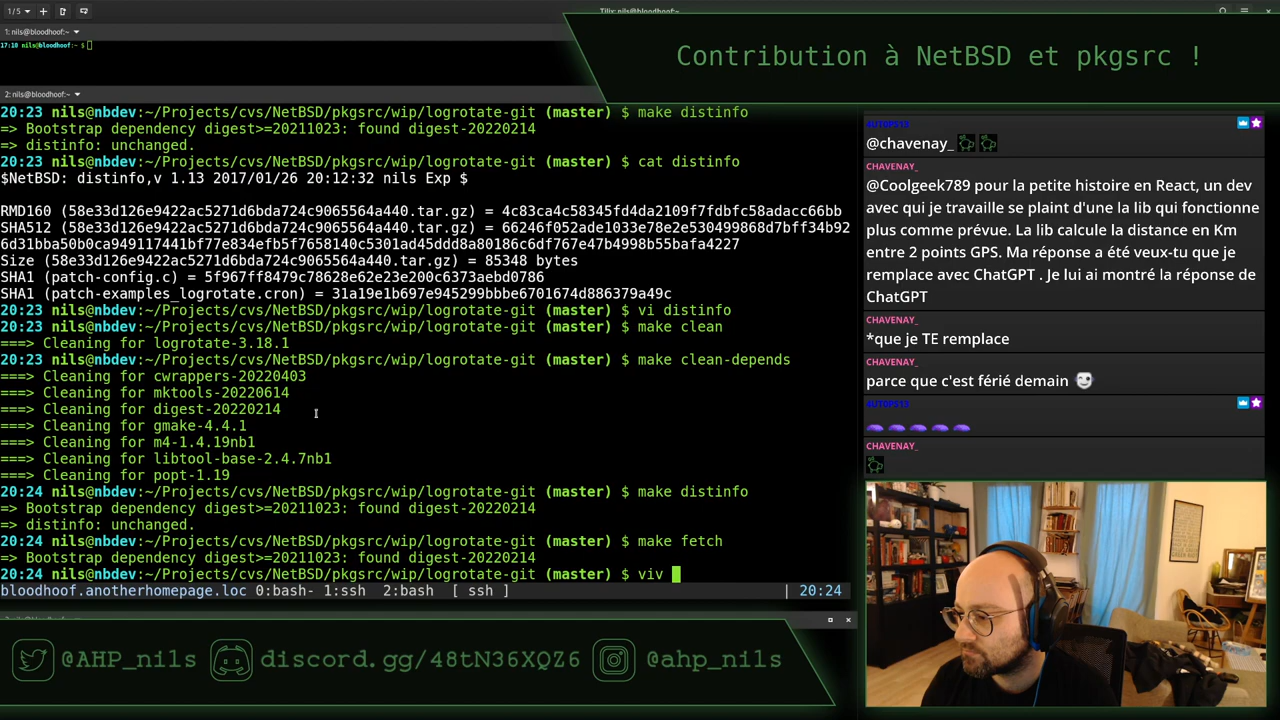 1/5
Tilix: nils@bloodhoof:~
1: nils@bloodhoof:~
17:18 nils@bloodhoof:~ $
Contribution à NetBSD et pkgsrc !
2: nils@bloodhoof:~
20:23 nils@nbdev:~/Projects/cvs/NetBSD/pkgsrc/wip/logrotate-git (master) $ make distinfo
=> Bootstrap dependency digest>=20211023: found digest-20220214
=> distinfo: unchanged.
20:23 nils@nbdev:~/Projects/cvs/NetBSD/pkgsrc/wip/logrotate-git (master) $ cat distinfo
$NetBSD: distinfo,v 1.13 2017/01/26 20:12:32 nils Exp $
RMD160 (58e33d126e9422ac5271d6bda724c9065564a440.tar.gz) = 4c83ca4c58345fd4da2109f7fdbfc58adacc66bb
SHA512 (58e33d126e9422ac5271d6bda724c9065564a440.tar.gz) = 66246f052ade1033e78e2e530499868d7bff34b92
6d31bba50b0ca949117441bf77e834efb5f7658140c5301ad45ddd8a80186c6df767e47b4998b55bafa4227
Size (58e33d126e9422ac5271d6bda724c9065564a440.tar.gz) = 85348 bytes
SHA1 (patch-config.c) = 5f967ff8479c78628e62e23e200c6373aebd0786
SHA1 (patch-examples_logrotate.cron) = 31a19e1b697e945299bbbe6701674d886379a49c
20:23 nils@nbdev:~/Projects/cvs/NetBSD/pkgsrc/wip/logrotate-git (master) $ vi distinfo
20:23 nils@nbdev:~/Projects/cvs/NetBSD/pkgsrc/wip/logrotate-git (master) $ make clean
===> Cleaning for logrotate-3.18.1
20:23 nils@nbdev:~/Projects/cvs/NetBSD/pkgsrc/wip/logrotate-git (master) $ make clean-depends
===> Cleaning for cwrappers-20220403
===> Cleaning for mktools-20220614
===> Cleaning for digest-20220214
===> Cleaning for gmake-4.4.1
===> Cleaning for m4-1.4.19nb1
===> Cleaning for libtool-base-2.4.7nb1
===> Cleaning for popt-1.19
20:24 nils@nbdev:~/Projects/cvs/NetBSD/pkgsrc/wip/logrotate-git (master) $ make distinfo
=> Bootstrap dependency digest>=20211023: found digest-20220214
=> distinfo: unchanged.
20:24 nils@nbdev:~/Projects/cvs/NetBSD/pkgsrc/wip/logrotate-git (master) $ make fetch
=> Bootstrap dependency digest>=20211023: found digest-20220214
20:24 nils@nbdev:~/Projects/cvs/NetBSD/pkgsrc/wip/logrotate-git (master) $ viv
bloodhoof.anotherhomepage.loc 0:bash- 1:ssh 2:bash [ ssh ] | 20:24
4UT0PS13
@chavenay_
CHAVENAY_
@Coolgeek789 pour la petite histoire en React, un dev
avec qui je travaille se plaint d'une la lib qui fonctionne
plus comme prévue. La lib calcule la distance en Km
entre 2 points GPS. Ma réponse a été veux-tu que je
remplace avec ChatGPT . Je lui ai montré la réponse de
ChatGPT
CHAVENAY_
*que je TE remplace
CHAVENAY_
parce que c'est férié demain
4UT0PS13
CHAVENAY_
@AHP_nils
discord.gg/48tN36XQZ6
@ahp_nils